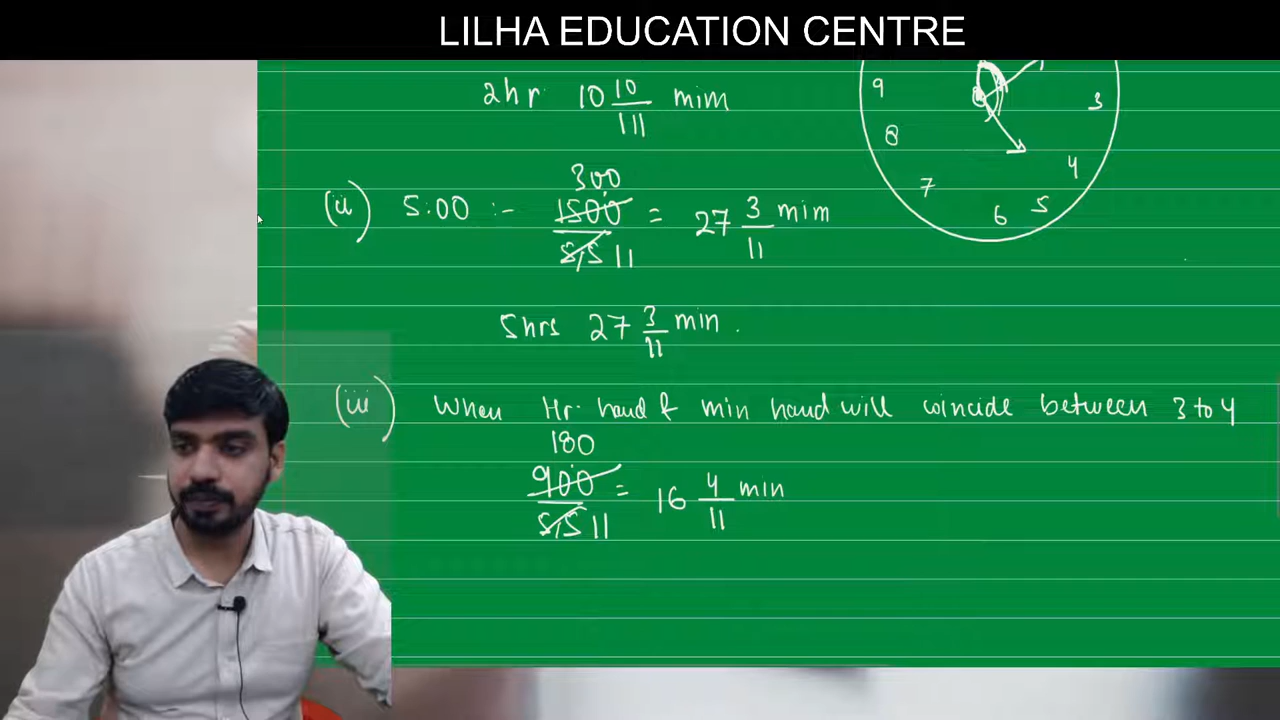 LILHA EDUCATION CENTRE
2hr 10 10/11 min
9 3 8 4 7 5 6
(ii) 5.00 :- 1500/5.5 300/11 = 27 3/11 min
5hrs 27 3/11 min.
(iii) When Hr. hand & min hand will coincide between 3 to 4
900/5.5 180/11 = 16 4/11 min